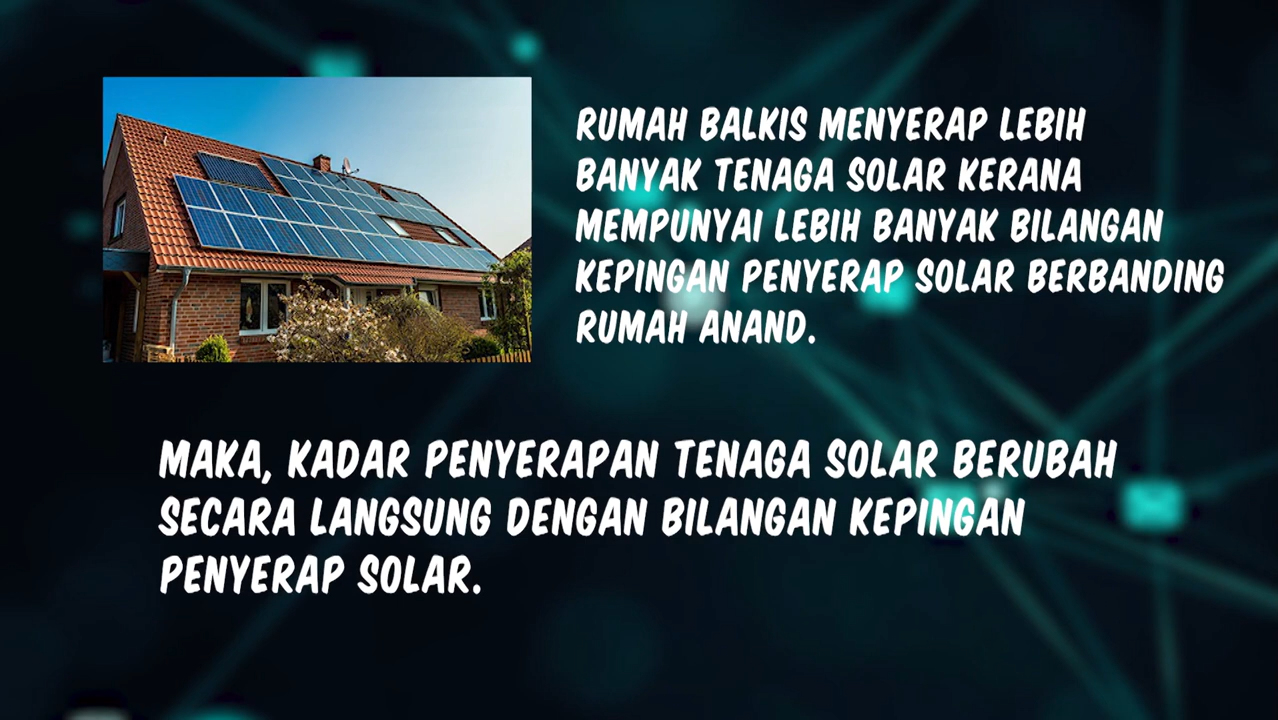 RUMAH BALKIS MENYERAP LEBIH
BANYAK TENAGA SOLAR KERANA
MEMPUNYAI LEBIH BANYAK BILANGAN
KEPINGAN PENYERAP SOLAR BERBANDING
RUMAH ANAND.
MAKA, KADAR PENYERAPAN TENAGA SOLAR BERUBAH
SECARA LANGSUNG DENGAN BILANGAN KEPINGAN
PENYERAP SOLAR.